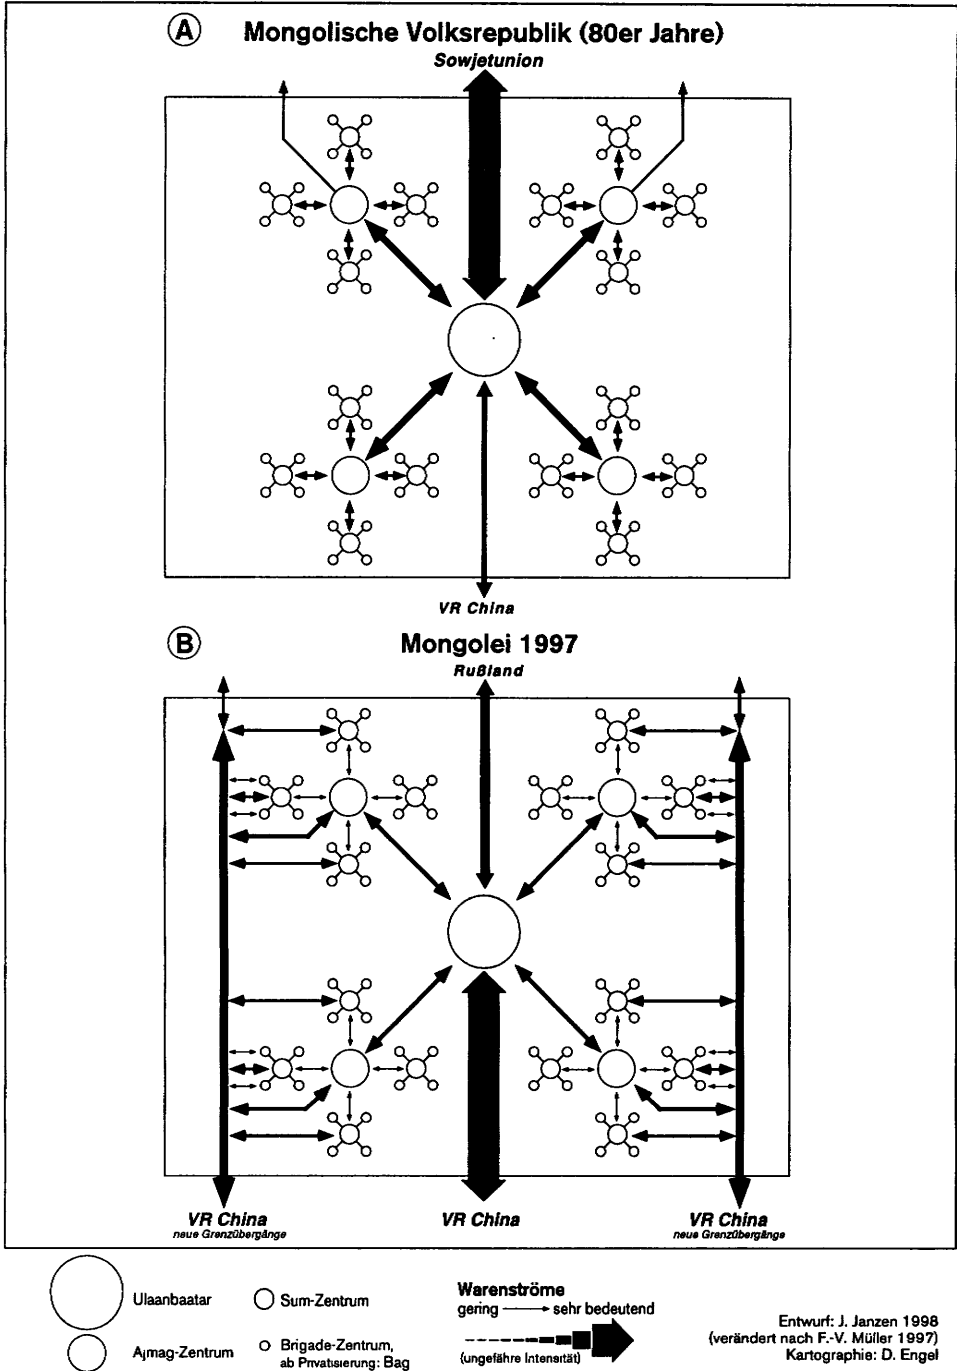 A Mongolische Volksrepublik (80er Jahre)
Sowjetunion
VR China
B Mongolei 1997
Rußland
VR China
neue Grenzübergänge
VR China
VR China
neue Grenzübergänge
Ulaanbaatar
Ajmag-Zentrum
Sum-Zentrum
Brigade-Zentrum,
ab Privatisierung: Bag
Warenströme
gering sehr bedeutend
(ungefähre Intensität)
Entwurf: J. Janzen 1998
(verändert nach F.-V. Müller 1997)
Kartographie: D. Engel